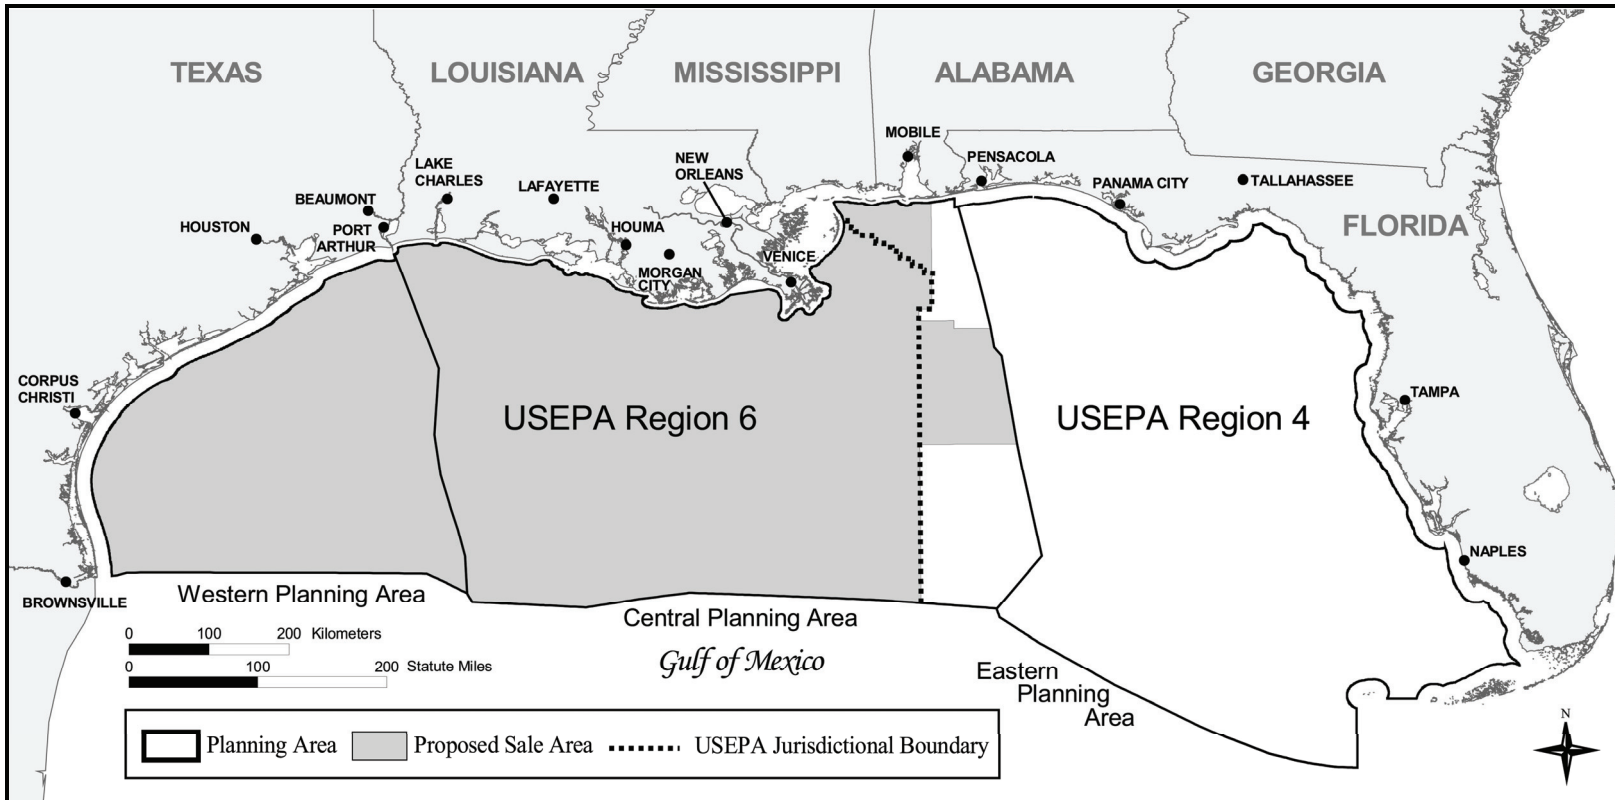 TEXAS
LOUISIANA
MISSISSIPPI
ALABAMA
GEORGIA
MOBILE
NEW
ORLEANS
PENSACOLA
LAKE
CHARLES
LAFAYETTE
PANAMA CITY
TALLAHASSEE
BEAUMONT
HOUSTON
PORT
ARTHUR
HOUMA
FLORIDA
VENICE
MORGAN
CITY
CORPUS
CHRISTI
TAMPA
USEPA Region 6
USEPA Region 4
NAPLES
BROWNSVILLE
Western Planning Area
Central Planning Area
Gulf of Mexico
Eastern
Planning
Area
0 100 200 Kilometers
0 100 200 Statute Miles
Planning Area
Proposed Sale Area
USEPA Jurisdictional Boundary
N